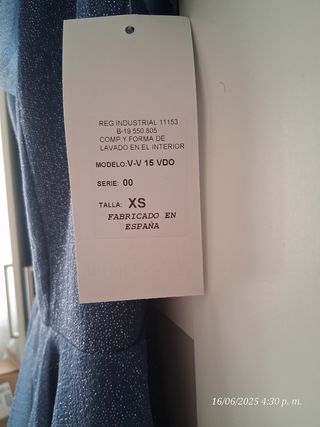 REG.INDUSTRIAL 11153
B-19.550.805
COMP Y FORMA DE
LAVADO EN EL INTERIOR
MODELO:V-V 15 VDO
SERIE: 00
TALLA: XS
FABRICADO EN
ESPAÑA
16/06/2025 4:30 p. m.